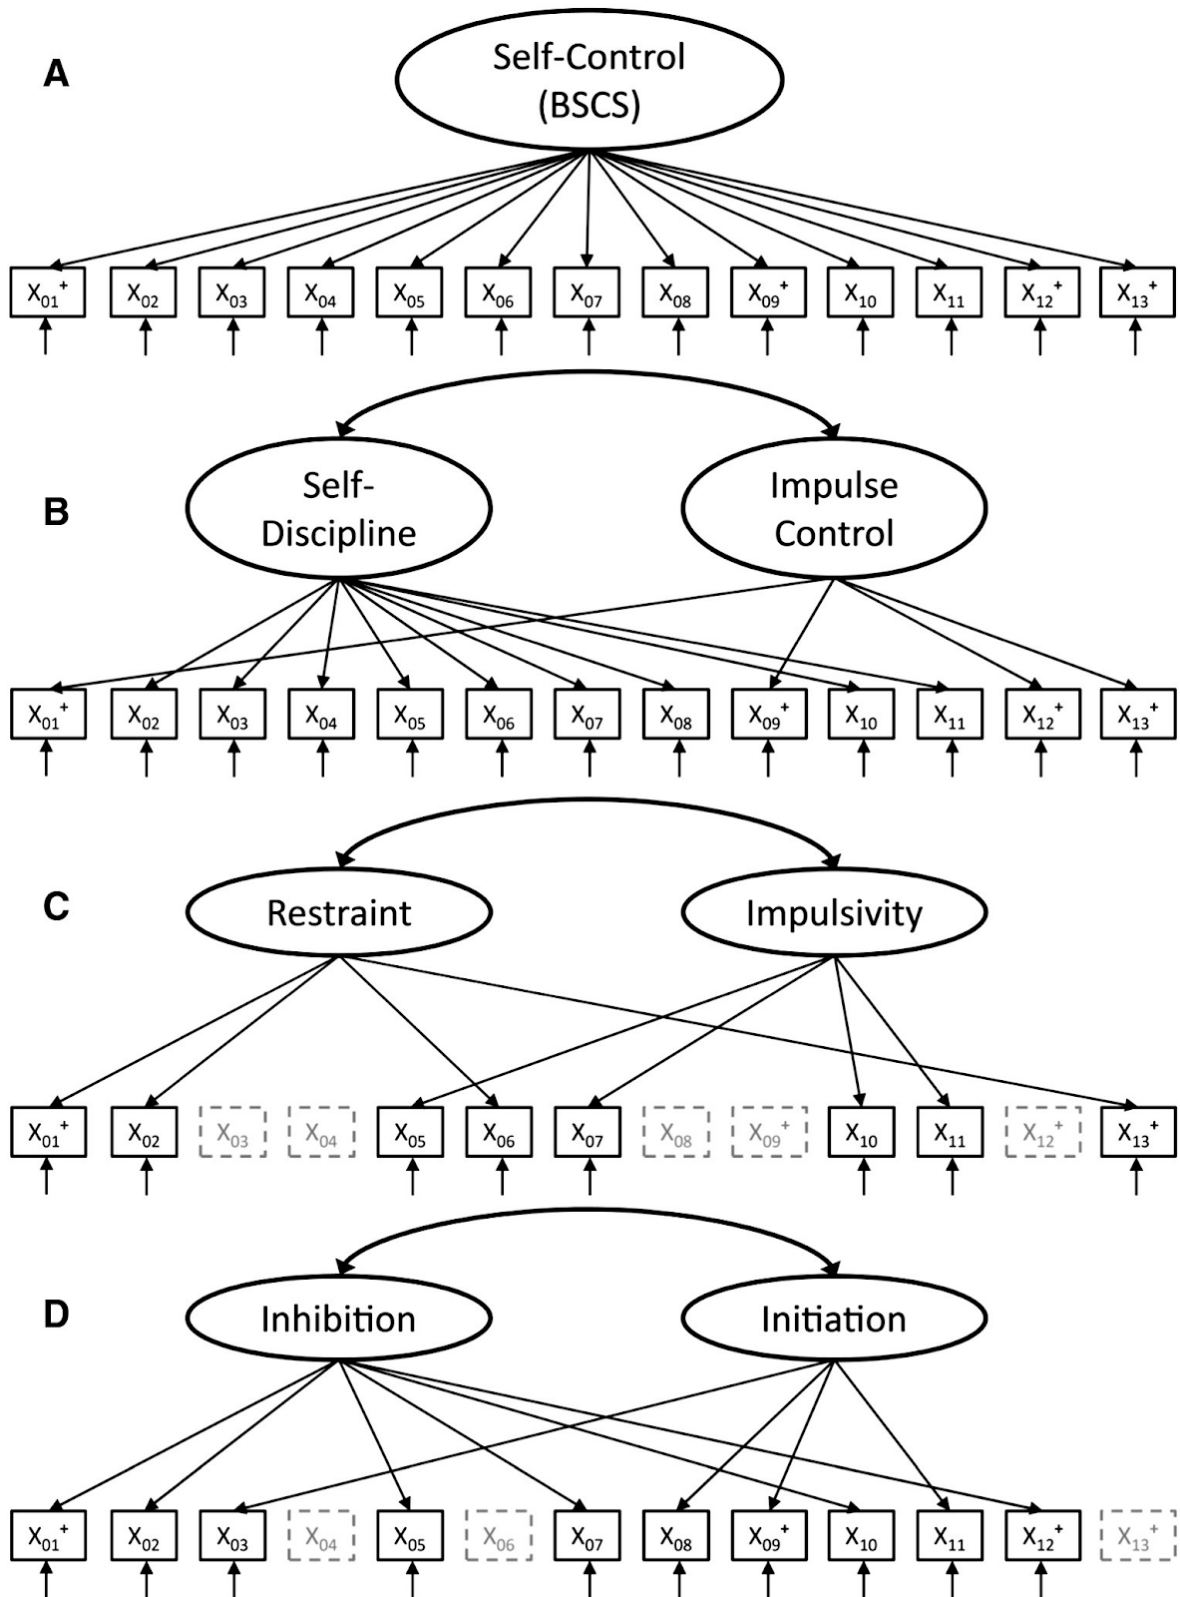 A
Self-Control
(BSCS)
X01+ X02 X03 X04 X05 X06 X07 X08 X09+ X10 X11 X12+ X13+
B
Self-
Discipline
Impulse
Control
X01+ X02 X03 X04 X05 X06 X07 X08 X09+ X10 X11 X12+ X13+
C
Restraint
Impulsivity
X01+ X02 X03 X04 X05 X06 X07 X08 X09+ X10 X11 X12+ X13+
D
Inhibition
Initiation
X01+ X02 X03 X04 X05 X06 X07 X08 X09+ X10 X11 X12+ X13+